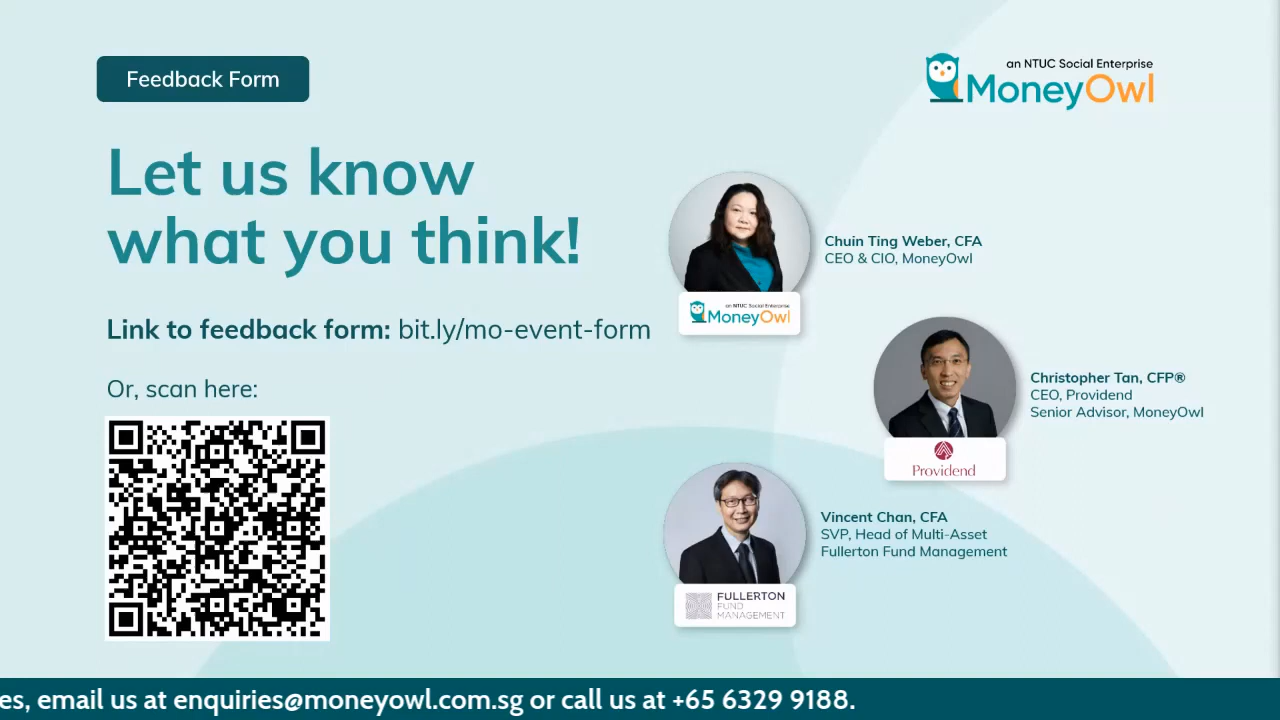 Feedback Form
an NTUC Social Enterprise
MoneyOwl
Let us know
what you think!
Link to feedback form: bit.ly/mo-event-form
Or, scan here:
Chuin Ting Weber, CFA
CEO & CIO, MoneyOwl
an NTUC Social Enterprise
MoneyOwl
Christopher Tan, CFP®
CEO, Providend
Senior Advisor, MoneyOwl
Providend
Vincent Chan, CFA
SVP, Head of Multi-Asset
Fullerton Fund Management
FULLERTON
FUND
MANAGEMENT
es, email us at enquiries@moneyowl.com.sg or call us at +65 6329 9188.